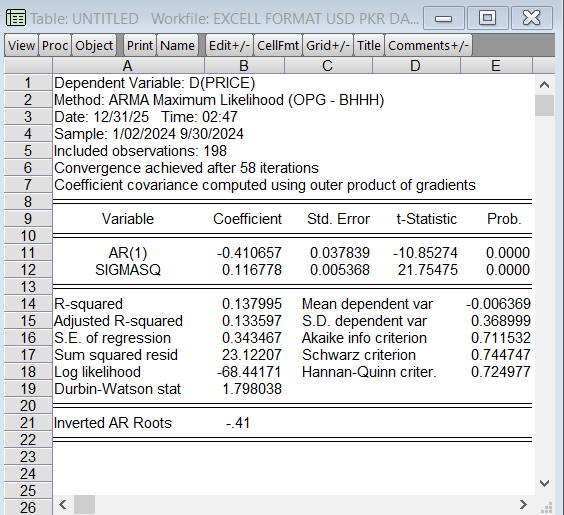 Table: UNTITLED Workfile: EXCELL FORMAT USD PKR DA...
View Proc Object Print Name Edit+/- CellFmt Grid+/- Title Comments+/-
A B C D E
1 Dependent Variable: D(PRICE)
2 Method: ARMA Maximum Likelihood (OPG - BHHH)
3 Date: 12/31/25 Time: 02:47
4 Sample: 1/02/2024 9/30/2024
5 Included observations: 198
6 Convergence achieved after 58 iterations
7 Coefficient covariance computed using outer product of gradients
8
9 Variable Coefficient Std. Error t-Statistic Prob.
10
11 AR(1) -0.410657 0.037839 -10.85274 0.0000
12 SIGMASQ 0.116778 0.005368 21.75475 0.0000
13
14 R-squared 0.137995 Mean dependent var -0.006369
15 Adjusted R-squared 0.133597 S.D. dependent var 0.368999
16 S.E. of regression 0.343467 Akaike info criterion 0.711532
17 Sum squared resid 23.12207 Schwarz criterion 0.744747
18 Log likelihood -68.44171 Hannan-Quinn criter. 0.724977
19 Durbin-Watson stat 1.798038
20
21 Inverted AR Roots -.41
22
23
24
25
26